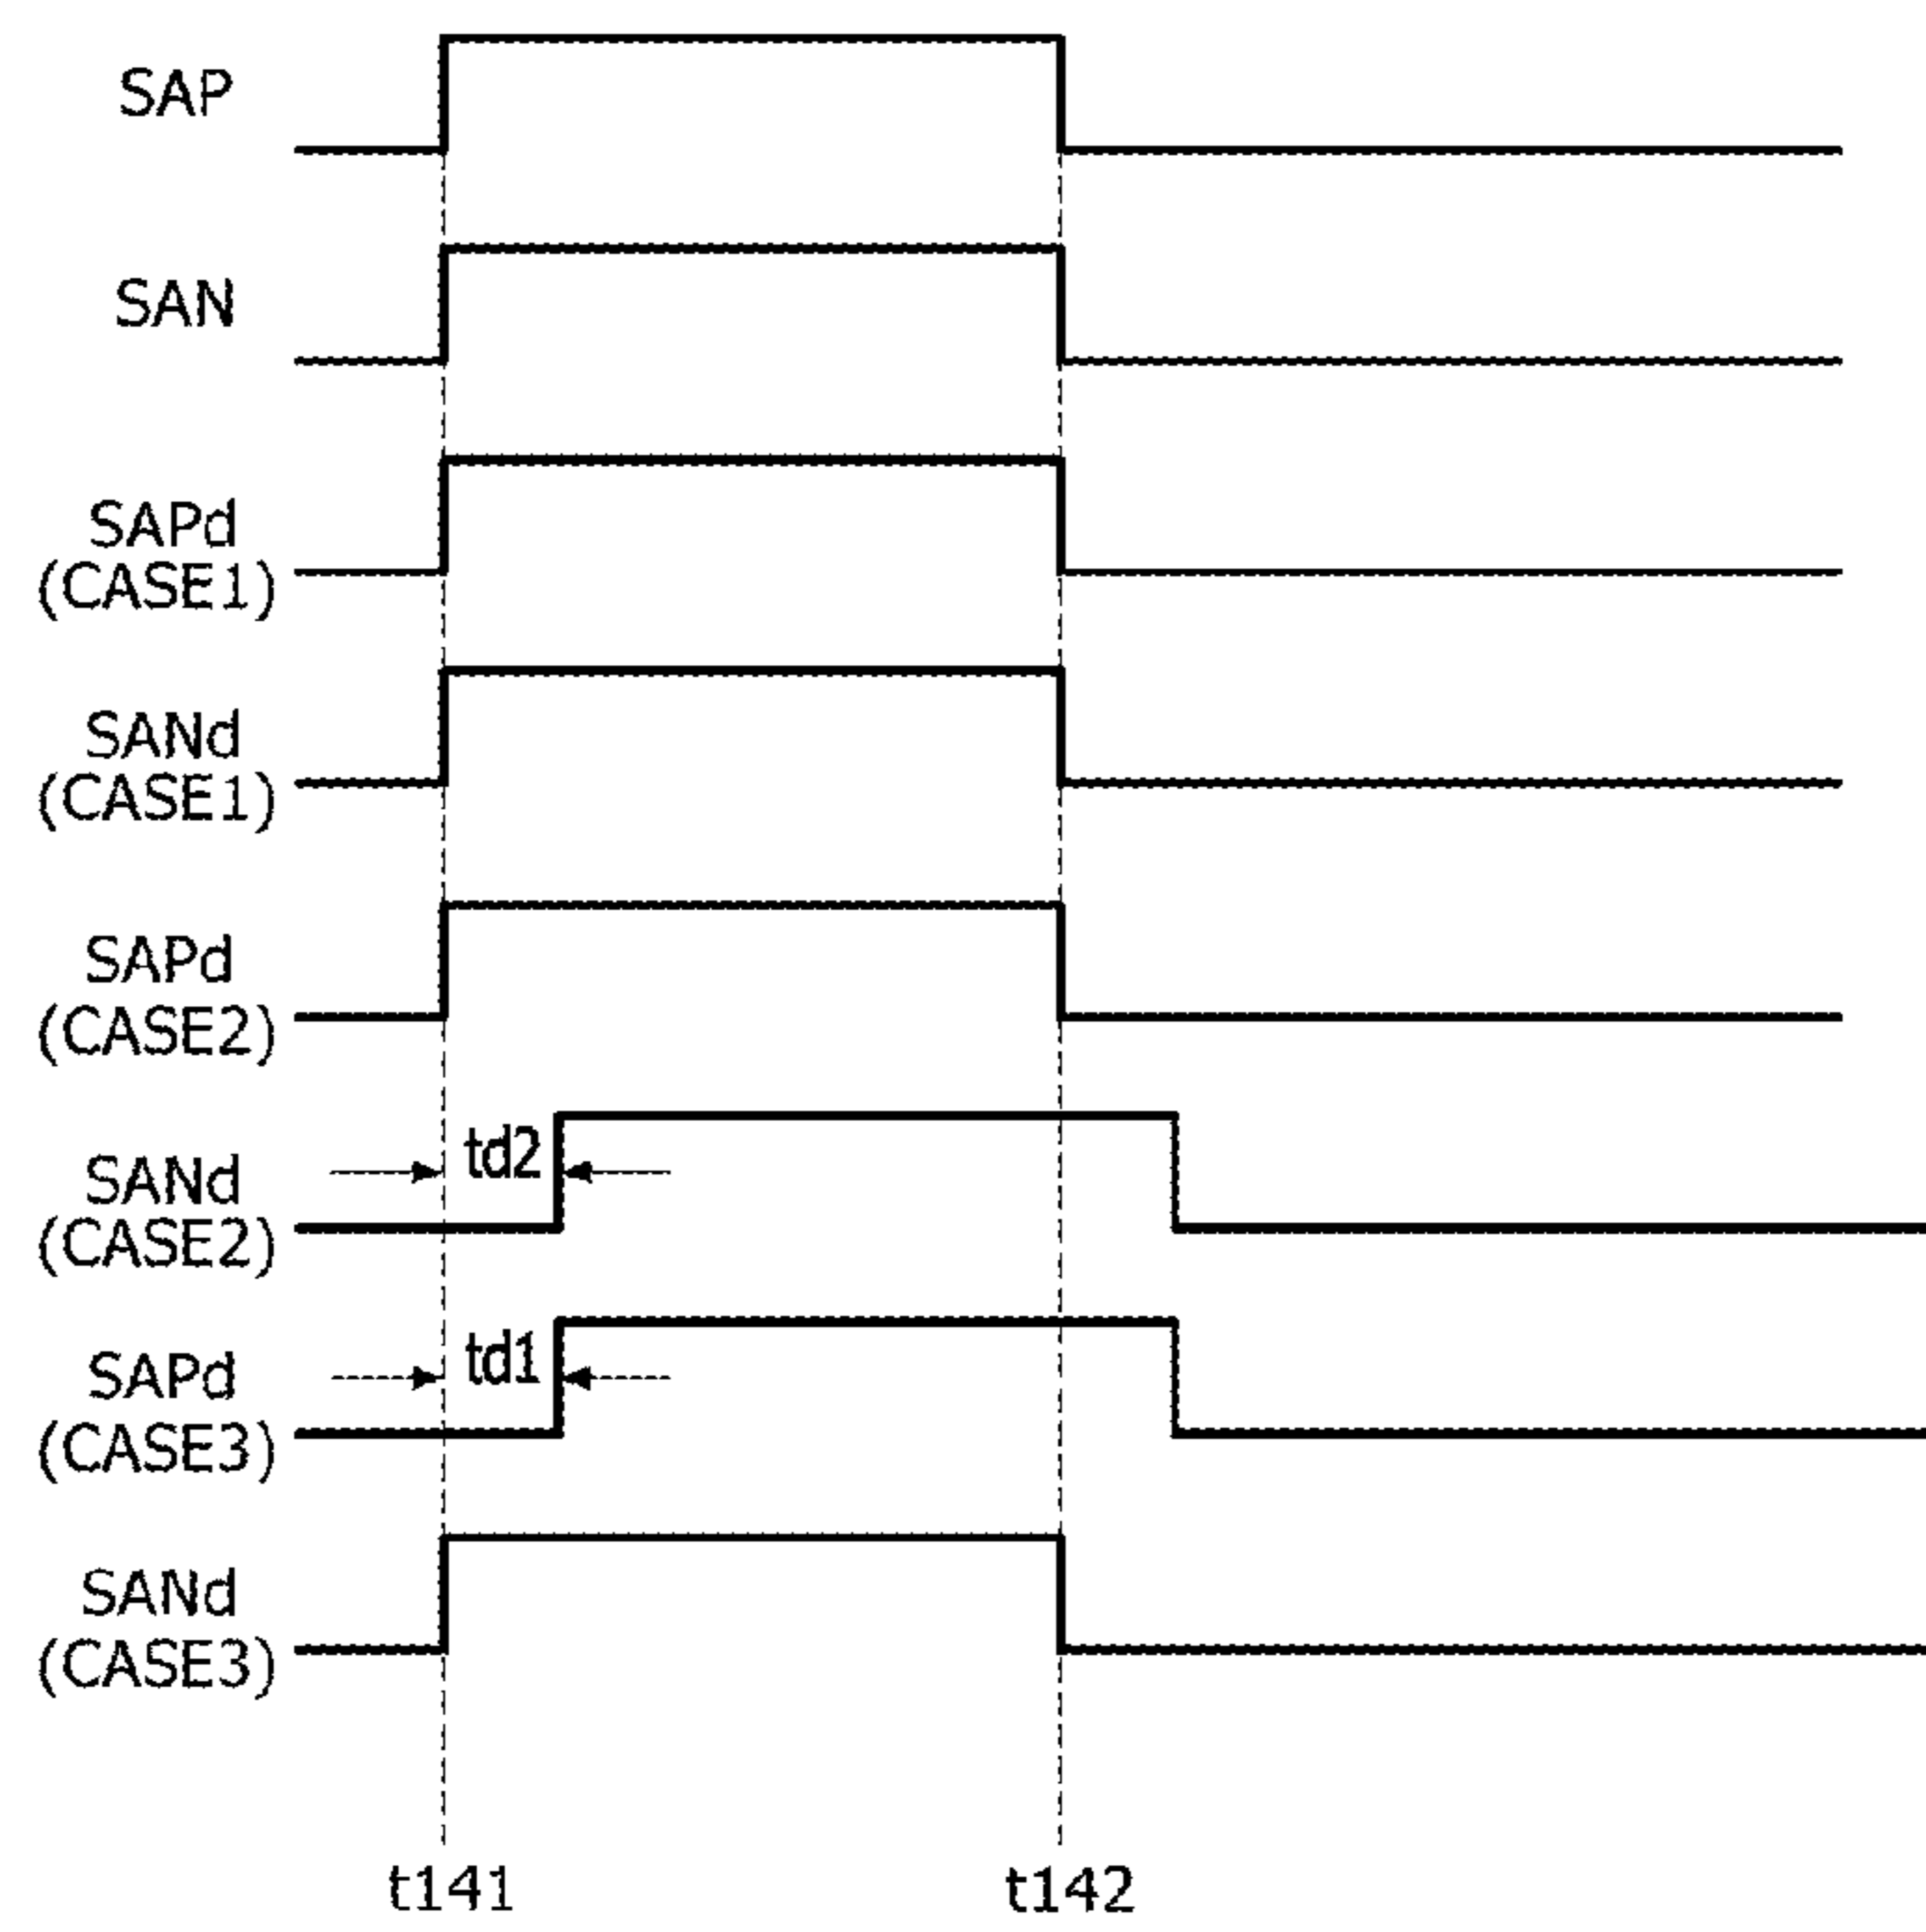 SAP
SAN
SAPd
(CASE1)
SANd
(CASE1)
SAPd
(CASE2)
td2
SANd
(CASE2)
td1
SAPd
(CASE3)
SANd
(CASE3)
t141 t142